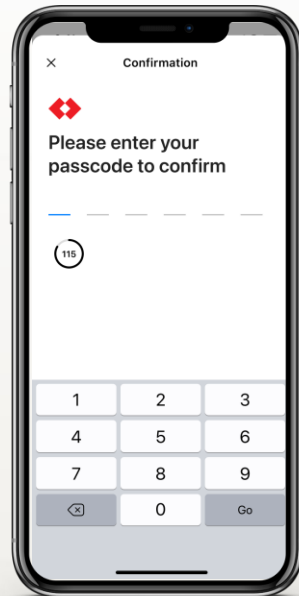 Confirmation
Please enter your
passcode to confirm
115
1 2 3
4 5 6
7 8 9
0 Go